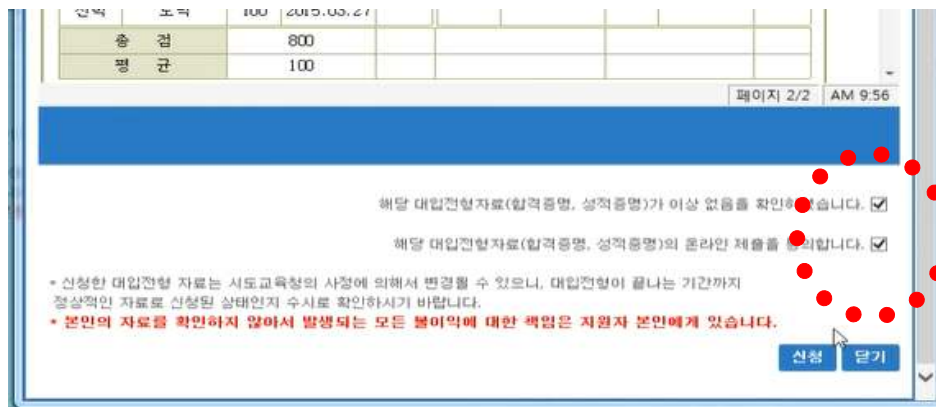 선택 100 2015.03.27
총 점 800
평 균 100
페이지 2/2 AM 9:56
해당 대입전형자료(합격증명, 성적증명)가 이상 없음을 확인하였습니다.
해당 대입전형자료(합격증명, 성적증명)의 온라인 제출을 동의합니다.
* 신청한 대입전형 자료는 시도교육청의 사정에 의해서 변경될 수 있으니, 대입전형이 끝나는 기간까지
정상적인 자료로 신청된 상태인지 수시로 확인하시기 바랍니다.
* 본인의 자료를 확인하지 않아서 발생되는 모든 불이익에 대한 책임은 지원자 본인에게 있습니다.
신청 닫기